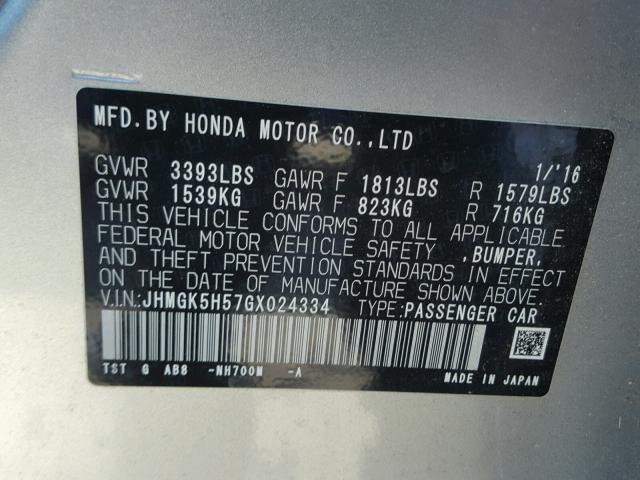 MFD.BY HONDA MOTOR CO.,LTD
1/'16
GVWR 3393LBS GAWR F 1813LBS R 1579LBS
GVWR 1539KG GAWR F 823KG R 716KG
THIS VEHICLE CONFORMS TO ALL APPLICABLE
FEDERAL MOTOR VEHICLE SAFETY ,BUMPER,
AND THEFT PREVENTION STANDARDS IN EFFECT
ON THE DATE OF MANUFACTURE SHOWN ABOVE.
V.I.N.:JHMGK5H57GX024334 TYPE:PASSENGER CAR
TST G AB8 -NH700M -A MADE IN JAPAN